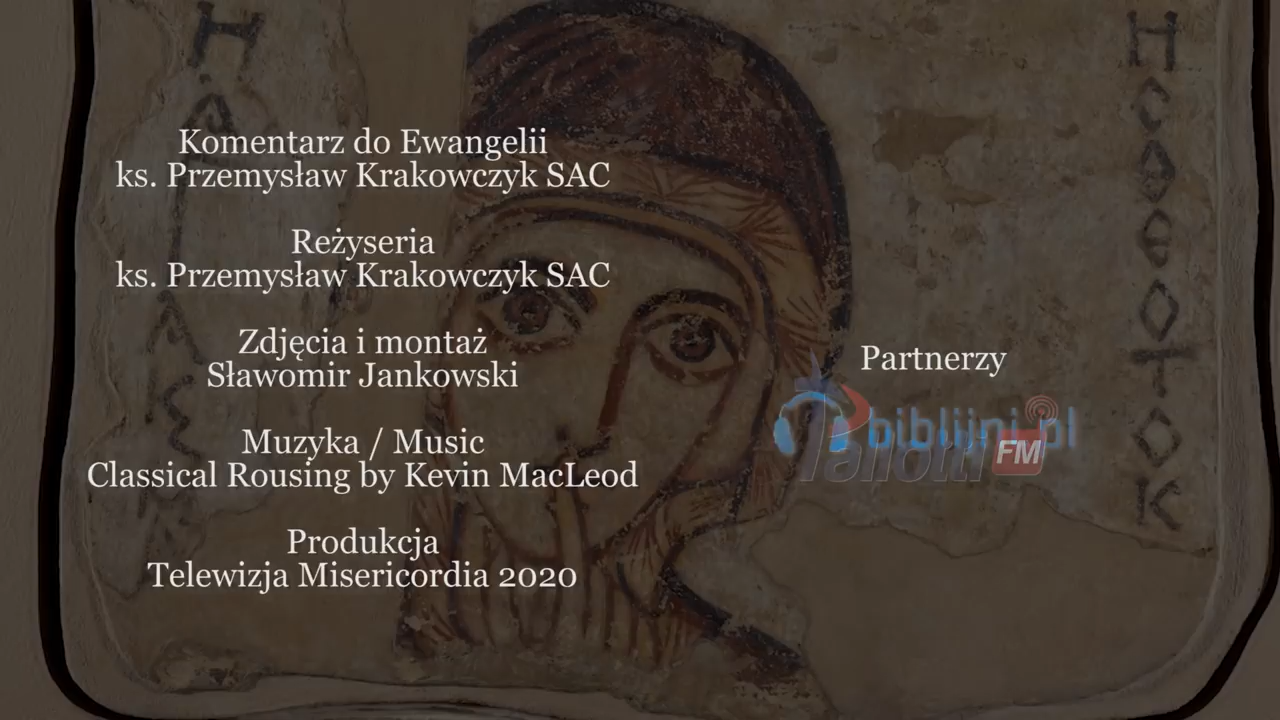 Komentarz do Ewangelii
ks. Przemysław Krakowczyk SAC
Reżyseria
ks. Przemysław Krakowczyk SAC
Zdjęcia i montaż
Sławomir Jankowski
Muzyka / Music
Classical Rousing by Kevin MacLeod
Produkcja
Telewizja Misericordia 2020
Partnerzy
biblijni.pl
Pallotti FM